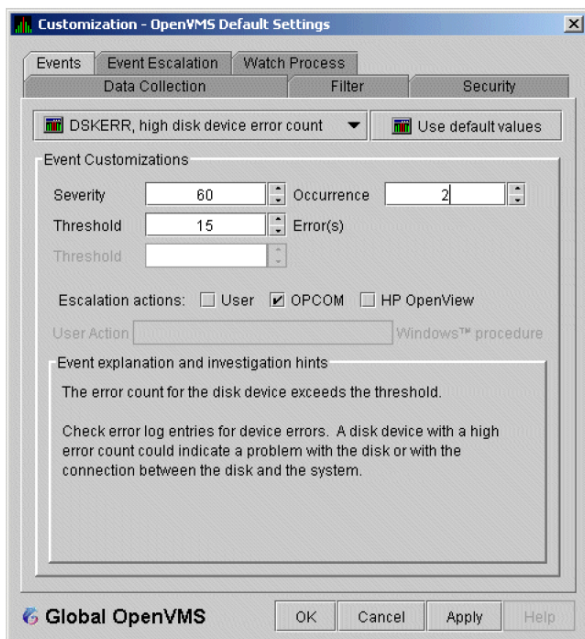 Customization - OpenVMS Default Settings
Events Event Escalation Watch Process
Data Collection Filter Security
DSKERR, high disk device error count Use default values
Event Customizations
Severity 60 Occurrence 2
Threshold 15 Error(s)
Threshold
Escalation actions: User OPCOM HP OpenView
User Action Windows™ procedure
Event explanation and investigation hints
The error count for the disk device exceeds the threshold.
Check error log entries for device errors. A disk device with a high
error count could indicate a problem with the disk or with the
connection between the disk and the system.
Global OpenVMS OK Cancel Apply Help